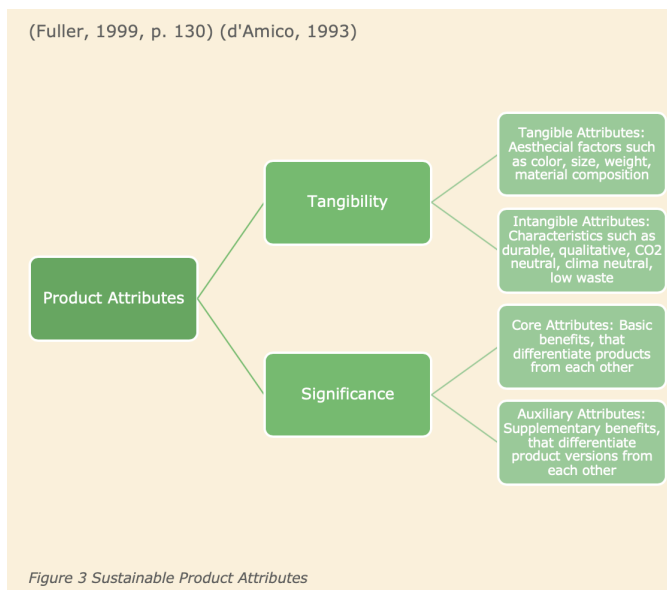 (Fuller, 1999, p. 130) (d'Amico, 1993)
Tangible Attributes:
Aesthecial factors such
as color, size, weight,
material composition
Tangibility
Intangible Attributes:
Characteristics such as
durable, qualitative, CO2
neutral, clima neutral,
low waste
Product Attributes
Core Attributes: Basic
benefits, that
differentiate products
from each other
Significance
Auxiliary Attributes:
Supplementary benefits,
that differentiate
product versions from
each other
Figure 3 Sustainable Product Attributes